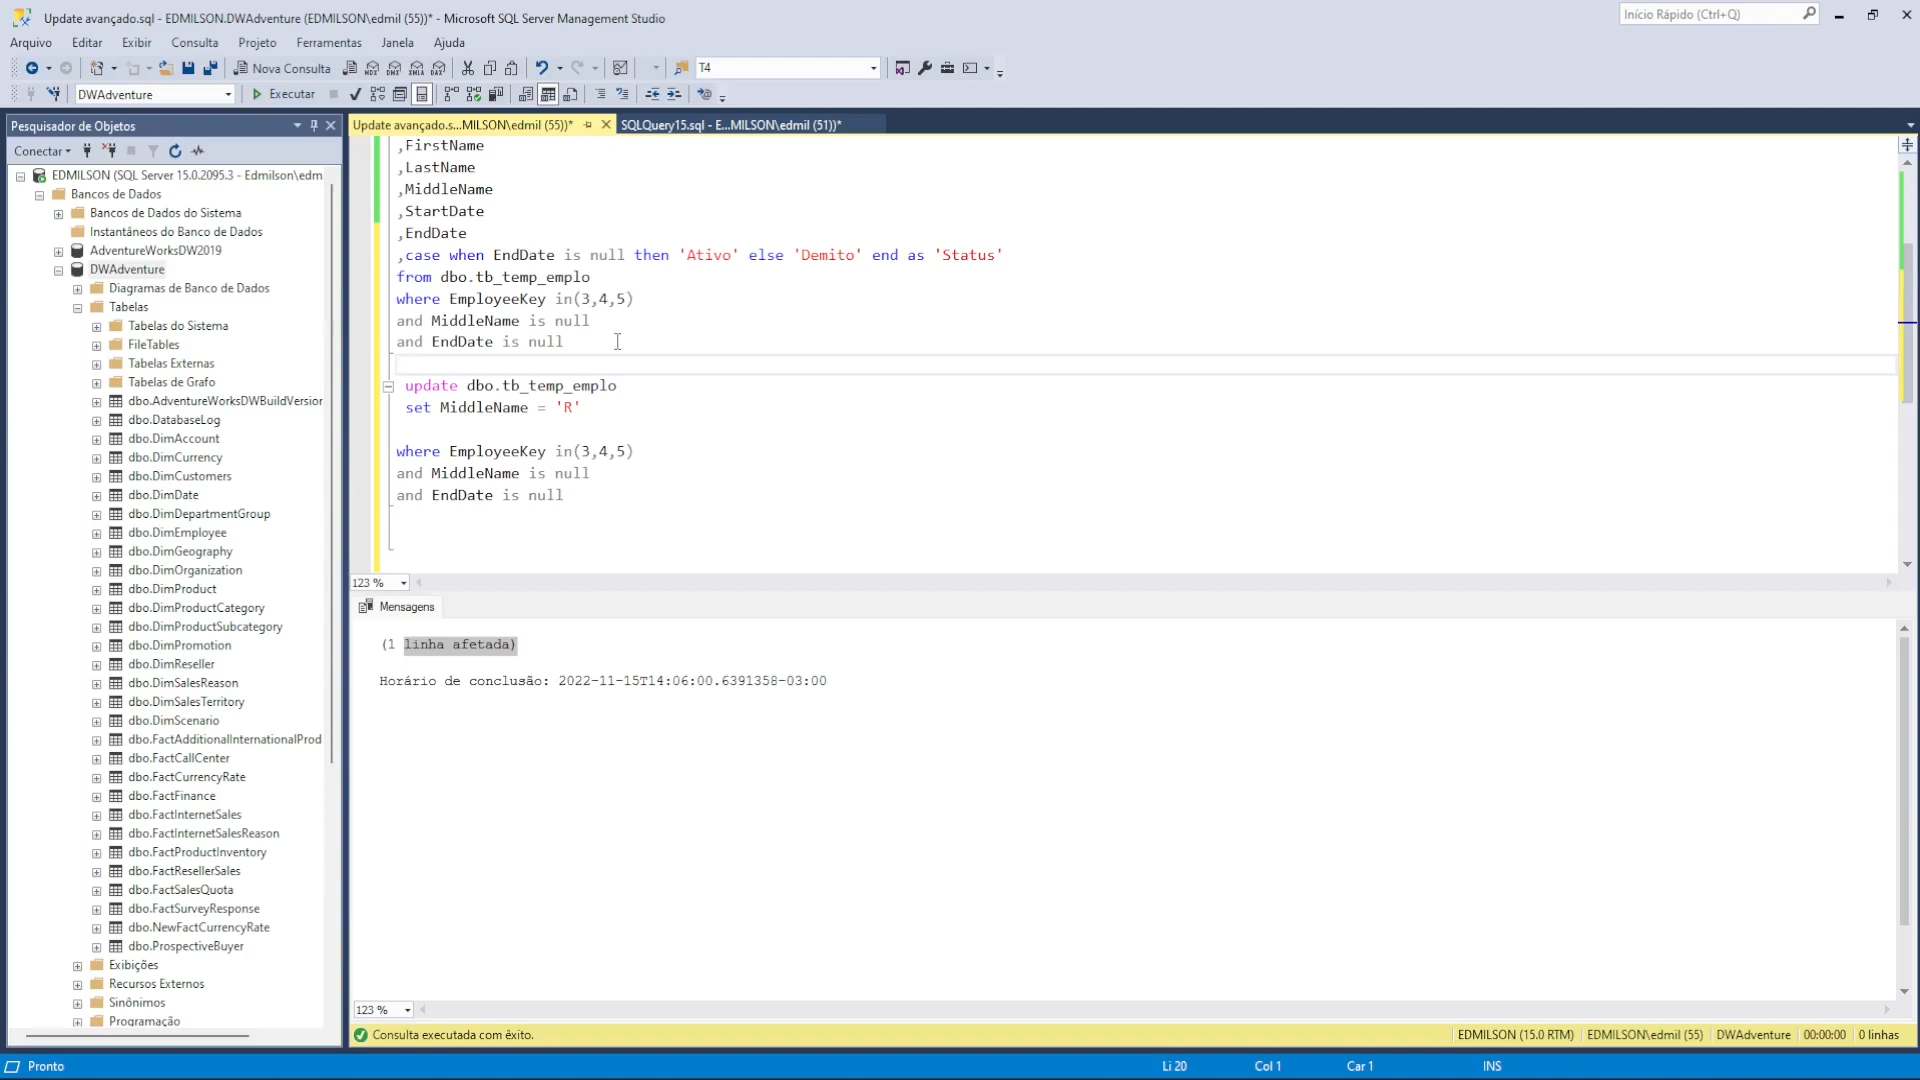 Update avançado.sql - EDMILSON.DWAdventure (EDMILSON\edmil (55))* - Microsoft SQL Server Management Studio
Início Rápido (Ctrl+Q)
Arquivo Editar Exibir Consulta Projeto Ferramentas Janela Ajuda
Nova Consulta MDX DMX XMLA DAX T4
DWAdventure Executar
Pesquisador de Objetos
Conectar
EDMILSON (SQL Server 15.0.2095.3 - Edmilson\edm
Bancos de Dados
Bancos de Dados do Sistema
Instantâneos do Banco de Dados
AdventureWorksDW2019
DWAdventure
Diagramas de Banco de Dados
Tabelas
Tabelas do Sistema
FileTables
Tabelas Externas
Tabelas de Grafo
dbo.AdventureWorksDWBuildVersion
dbo.DatabaseLog
dbo.DimAccount
dbo.DimCurrency
dbo.DimCustomers
dbo.DimDate
dbo.DimDepartmentGroup
dbo.DimEmployee
dbo.DimGeography
dbo.DimOrganization
dbo.DimProduct
dbo.DimProductCategory
dbo.DimProductSubcategory
dbo.DimPromotion
dbo.DimReseller
dbo.DimSalesReason
dbo.DimSalesTerritory
dbo.DimScenario
dbo.FactAdditionalInternationalProd
dbo.FactCallCenter
dbo.FactCurrencyRate
dbo.FactFinance
dbo.FactInternetSales
dbo.FactInternetSalesReason
dbo.FactProductInventory
dbo.FactResellerSales
dbo.FactSalesQuota
dbo.FactSurveyResponse
dbo.NewFactCurrencyRate
dbo.ProspectiveBuyer
Exibições
Recursos Externos
Sinônimos
Programação
Update avançado.s...MILSON\edmil (55))* SQLQuery15.sql - E...MILSON\edmil (51))*
,FirstName
,LastName
,MiddleName
,StartDate
,EndDate
,case when EndDate is null then 'Ativo' else 'Demito' end as 'Status'
from dbo.tb_temp_emplo
where EmployeeKey in(3,4,5)
and MiddleName is null
and EndDate is null
update dbo.tb_temp_emplo
set MiddleName = 'R'
where EmployeeKey in(3,4,5)
and MiddleName is null
and EndDate is null
123 %
Mensagens
(1 linha afetada)
Horário de conclusão: 2022-11-15T14:06:00.6391358-03:00
123 %
Consulta executada com êxito. EDMILSON (15.0 RTM) EDMILSON\edmil (55) DWAdventure 00:00:00 0 linhas
Pronto Li 20 Col 1 Car 1 INS